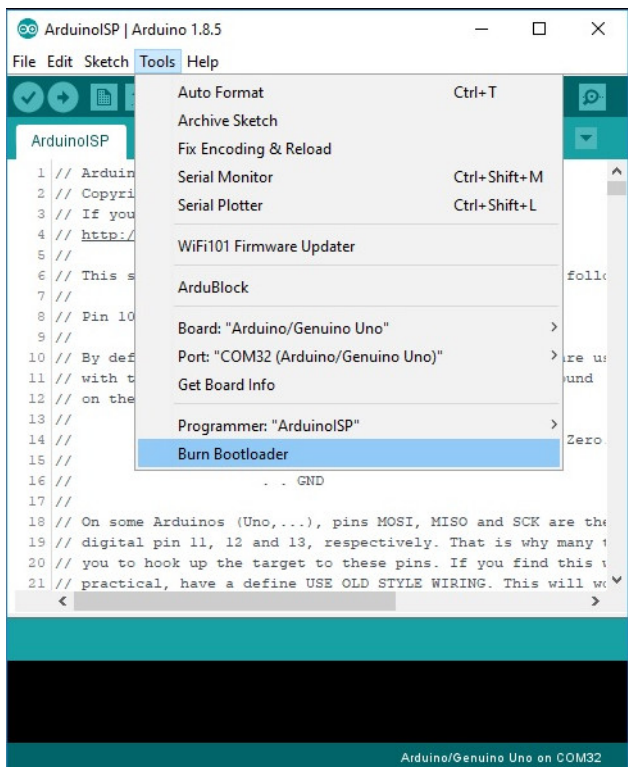 ArduinoISP | Arduino 1.8.5
File Edit Sketch Tools Help
Auto Format Ctrl+T
Archive Sketch
Fix Encoding & Reload
Serial Monitor Ctrl+Shift+M
Serial Plotter Ctrl+Shift+L
WiFi101 Firmware Updater
ArduBlock
Board: "Arduino/Genuino Uno"
Port: "COM32 (Arduino/Genuino Uno)"
Get Board Info
Programmer: "ArduinoISP"
Burn Bootloader
ArduinoISP
1 // Arduin
2 // Copyri
3 // If you
4 // http:/
5 //
6 // This s follo
7 //
8 // Pin 10
9 //
10 // By def are us
11 // with t ound
12 // on the
13 //
14 // Zero
15 //
16 // . . GND
17 //
18 // On some Arduinos (Uno,...), pins MOSI, MISO and SCK are the
19 // digital pin 11, 12 and 13, respectively. That is why many t
20 // you to hook up the target to these pins. If you find this w
21 // practical, have a define USE OLD STYLE WIRING. This will wo
Arduino/Genuino Uno on COM32